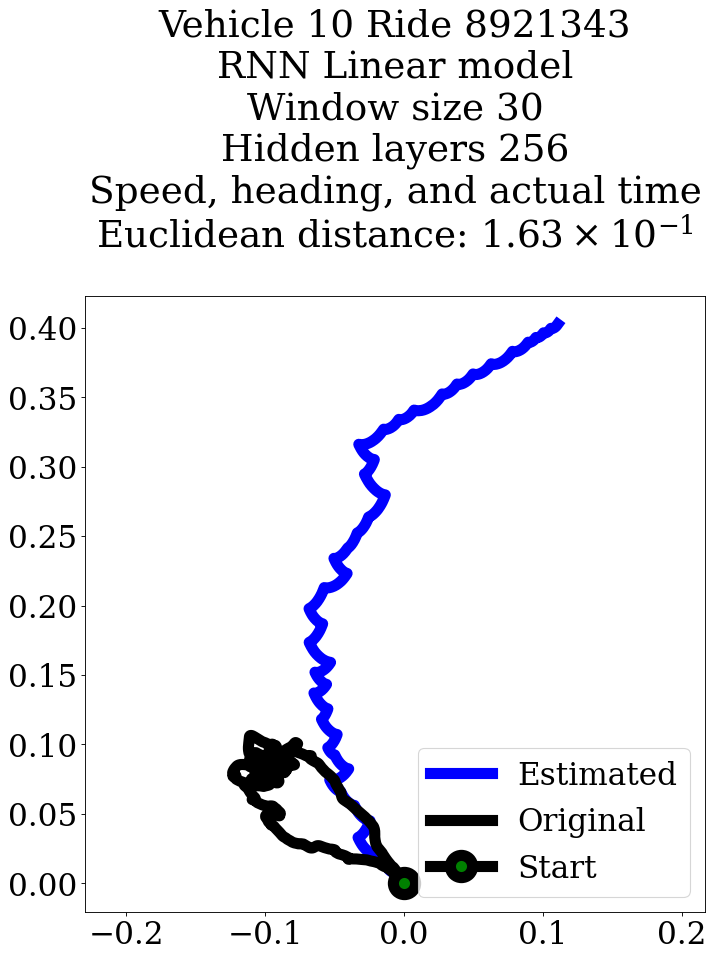 Vehicle 10 Ride 8921343
RNN Linear model
Window size 30
Hidden layers 256
Speed, heading, and actual time
Euclidean distance: 1.63 × 10⁻¹
0.40
0.35
0.30
0.25
0.20
0.15
0.10
0.05
0.00
Estimated
Original
Start
−0.2 −0.1 0.0 0.1 0.2